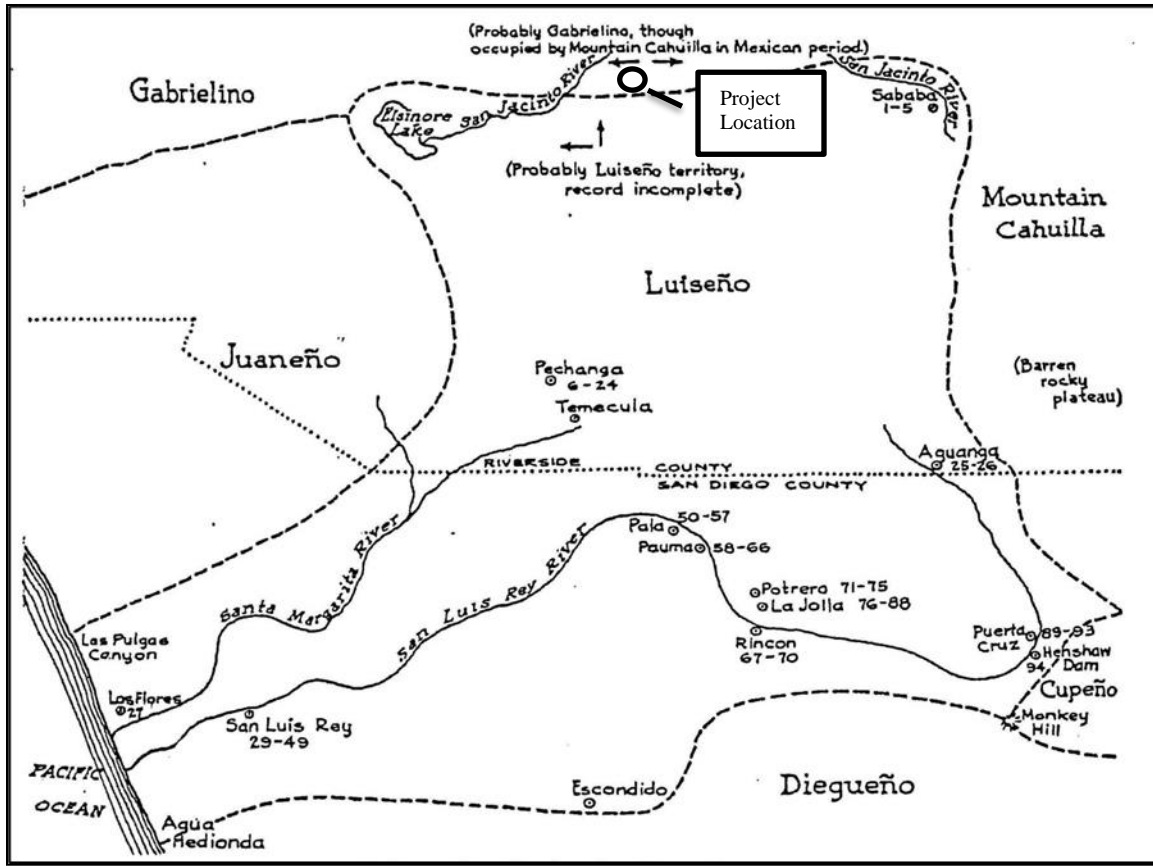 (Probably Gabrielino, though
occupied by Mountain Cahuilla in Mexican period.)
Gabrielino
San Jacinto River
San Jacinto River
Elsinore
Lake
Project
Location
Sababa
1-5
(Probably Luiseño territory,
record incomplete)
Mountain
Cahuilla
Luiseño
Juaneño
Pechanga
6-24
Temecula
(Barren
rocky
plateau)
Aguanga
25-26
RIVERSIDE COUNTY
SAN DIEGO COUNTY
Santa Margarita River
San Luis Rey River
Pala
50-57
Pauma 58-66
Potrero 71-75
La Jolla 76-88
Rincon
67-70
Puerta
Cruz
89-93
Henshaw
Dam
94
Cupeño
Monkey
Hill
Las Pulgas
Canyon
Los Flores
27
San Luis Rey
29-49
PACIFIC
OCEAN
Escondido
Diegueño
Agua
Hedionda